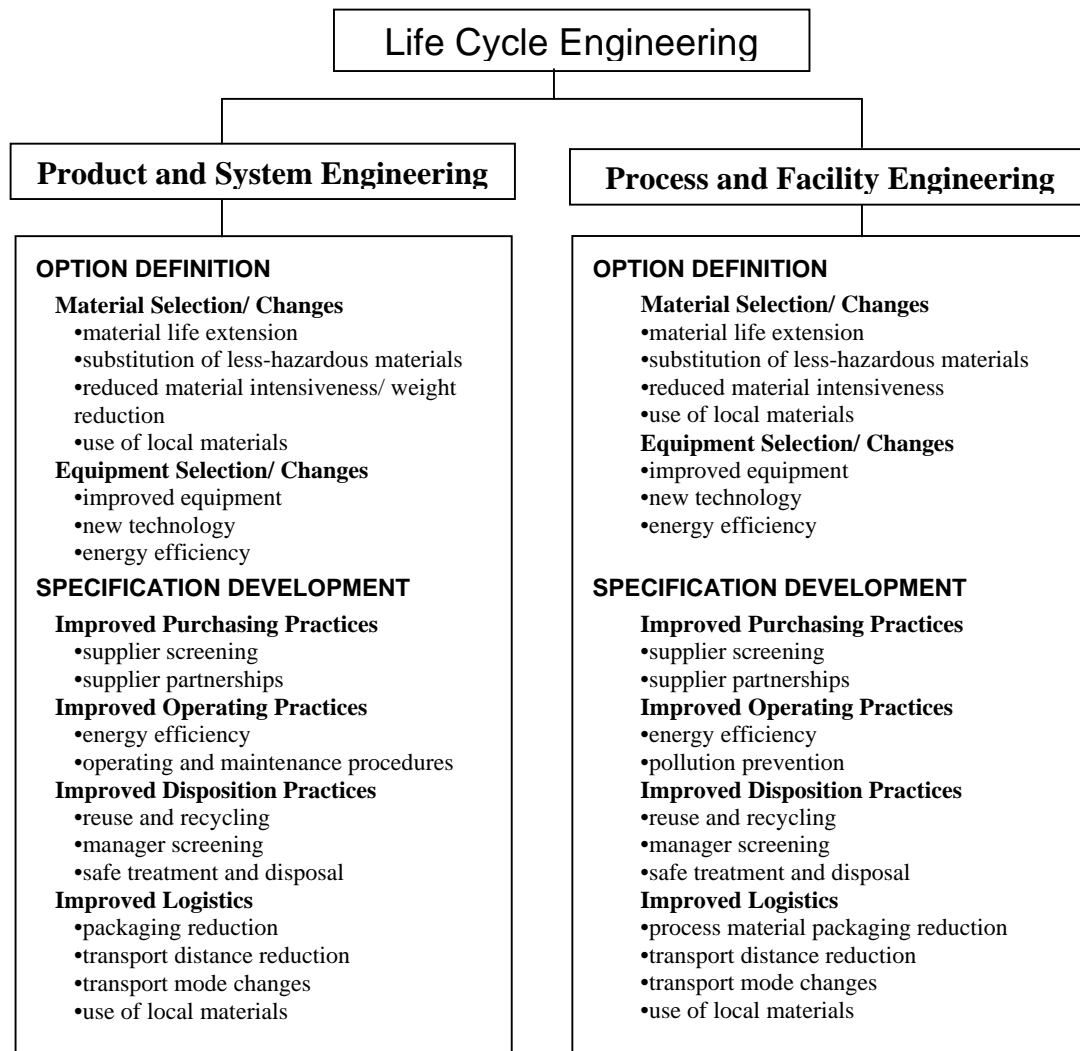 Life Cycle Engineering
Product and System Engineering
OPTION DEFINITION
Material Selection/ Changes
•material life extension
•substitution of less-hazardous materials
•reduced material intensiveness/ weight
reduction
•use of local materials
Equipment Selection/ Changes
•improved equipment
•new technology
•energy efficiency
SPECIFICATION DEVELOPMENT
Improved Purchasing Practices
•supplier screening
•supplier partnerships
Improved Operating Practices
•energy efficiency
•operating and maintenance procedures
Improved Disposition Practices
•reuse and recycling
•manager screening
•safe treatment and disposal
Improved Logistics
•packaging reduction
•transport distance reduction
•transport mode changes
•use of local materials
Process and Facility Engineering
OPTION DEFINITION
Material Selection/ Changes
•material life extension
•substitution of less-hazardous materials
•reduced material intensiveness
•use of local materials
Equipment Selection/ Changes
•improved equipment
•new technology
•energy efficiency
SPECIFICATION DEVELOPMENT
Improved Purchasing Practices
•supplier screening
•supplier partnerships
Improved Operating Practices
•energy efficiency
•pollution prevention
Improved Disposition Practices
•reuse and recycling
•manager screening
•safe treatment and disposal
Improved Logistics
•process material packaging reduction
•transport distance reduction
•transport mode changes
•use of local materials